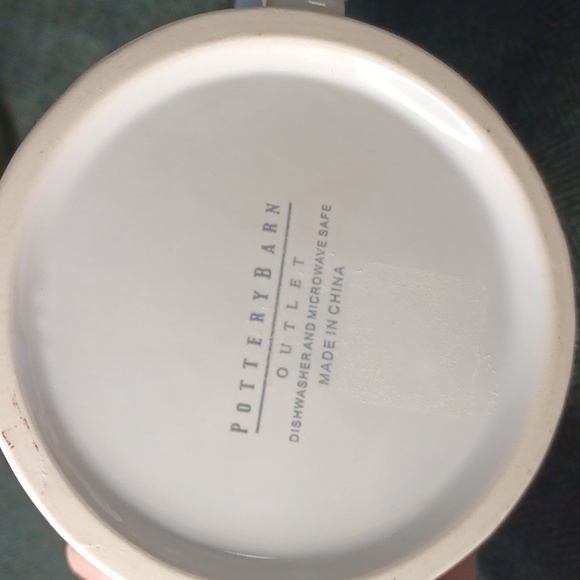 POTTERYBARN
OUTLET
DISHWASHER AND MICROWAVE SAFE
MADE IN CHINA